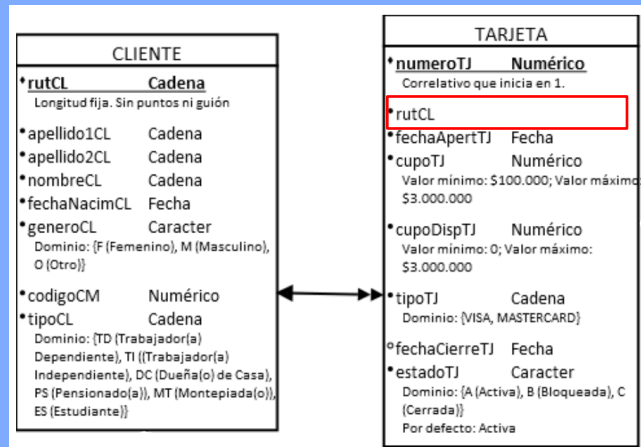 CLIENTE
rutCL Cadena
Longitud fija. Sin puntos ni guión
apellido1CL Cadena
apellido2CL Cadena
nombreCL Cadena
fechaNacimCL Fecha
generoCL Caracter
Dominio: {F (Femenino), M (Masculino),
O (Otro)}
codigoCM Numérico
tipoCL Cadena
Dominio: {TD (Trabajador(a)
Dependiente), TI ((Trabajador(a)
Independiente), DC (Dueña(o) de Casa),
PS (Pensionado(a)), MT (Montepiada(o)),
ES (Estudiante)}
TARJETA
numeroTJ Numérico
Correlativo que inicia en 1.
rutCL
fechaApertTJ Fecha
cupoTJ Numérico
Valor mínimo: $100.000; Valor máximo:
$3.000.000
cupoDispTJ Numérico
Valor mínimo: 0; Valor máximo:
$3.000.000
tipoTJ Cadena
Dominio: {VISA, MASTERCARD}
fechaCierreTJ Fecha
estadoTJ Caracter
Dominio: {A (Activa), B (Bloqueada), C
(Cerrada)}
Por defecto: Activa